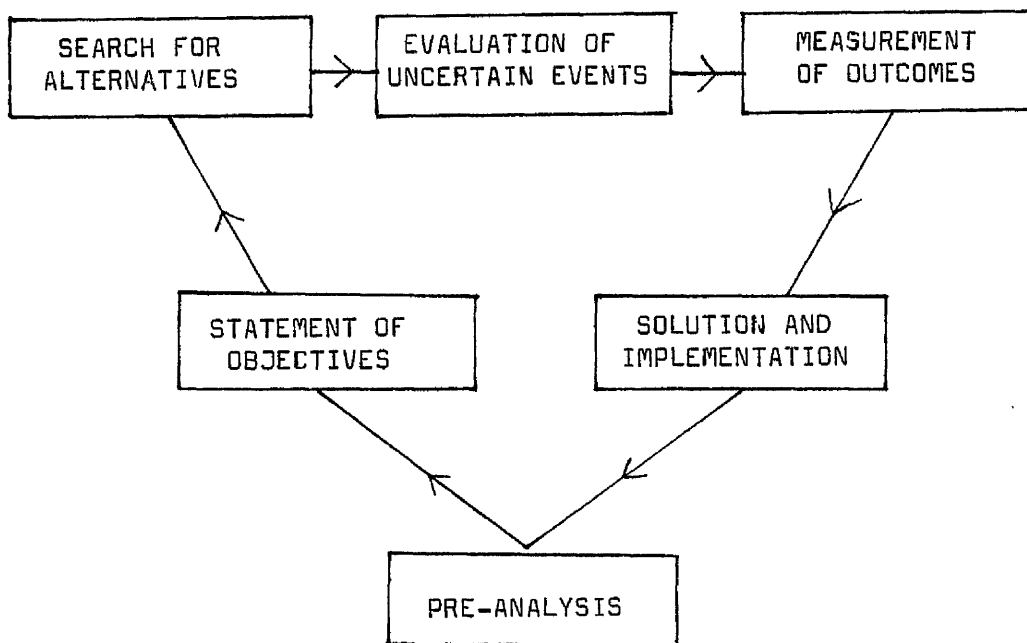 SEARCH FOR
ALTERNATIVES
EVALUATION OF
UNCERTAIN EVENTS
MEASUREMENT
OF OUTCOMES
STATEMENT OF
OBJECTIVES
SOLUTION AND
IMPLEMENTATION
PRE-ANALYSIS